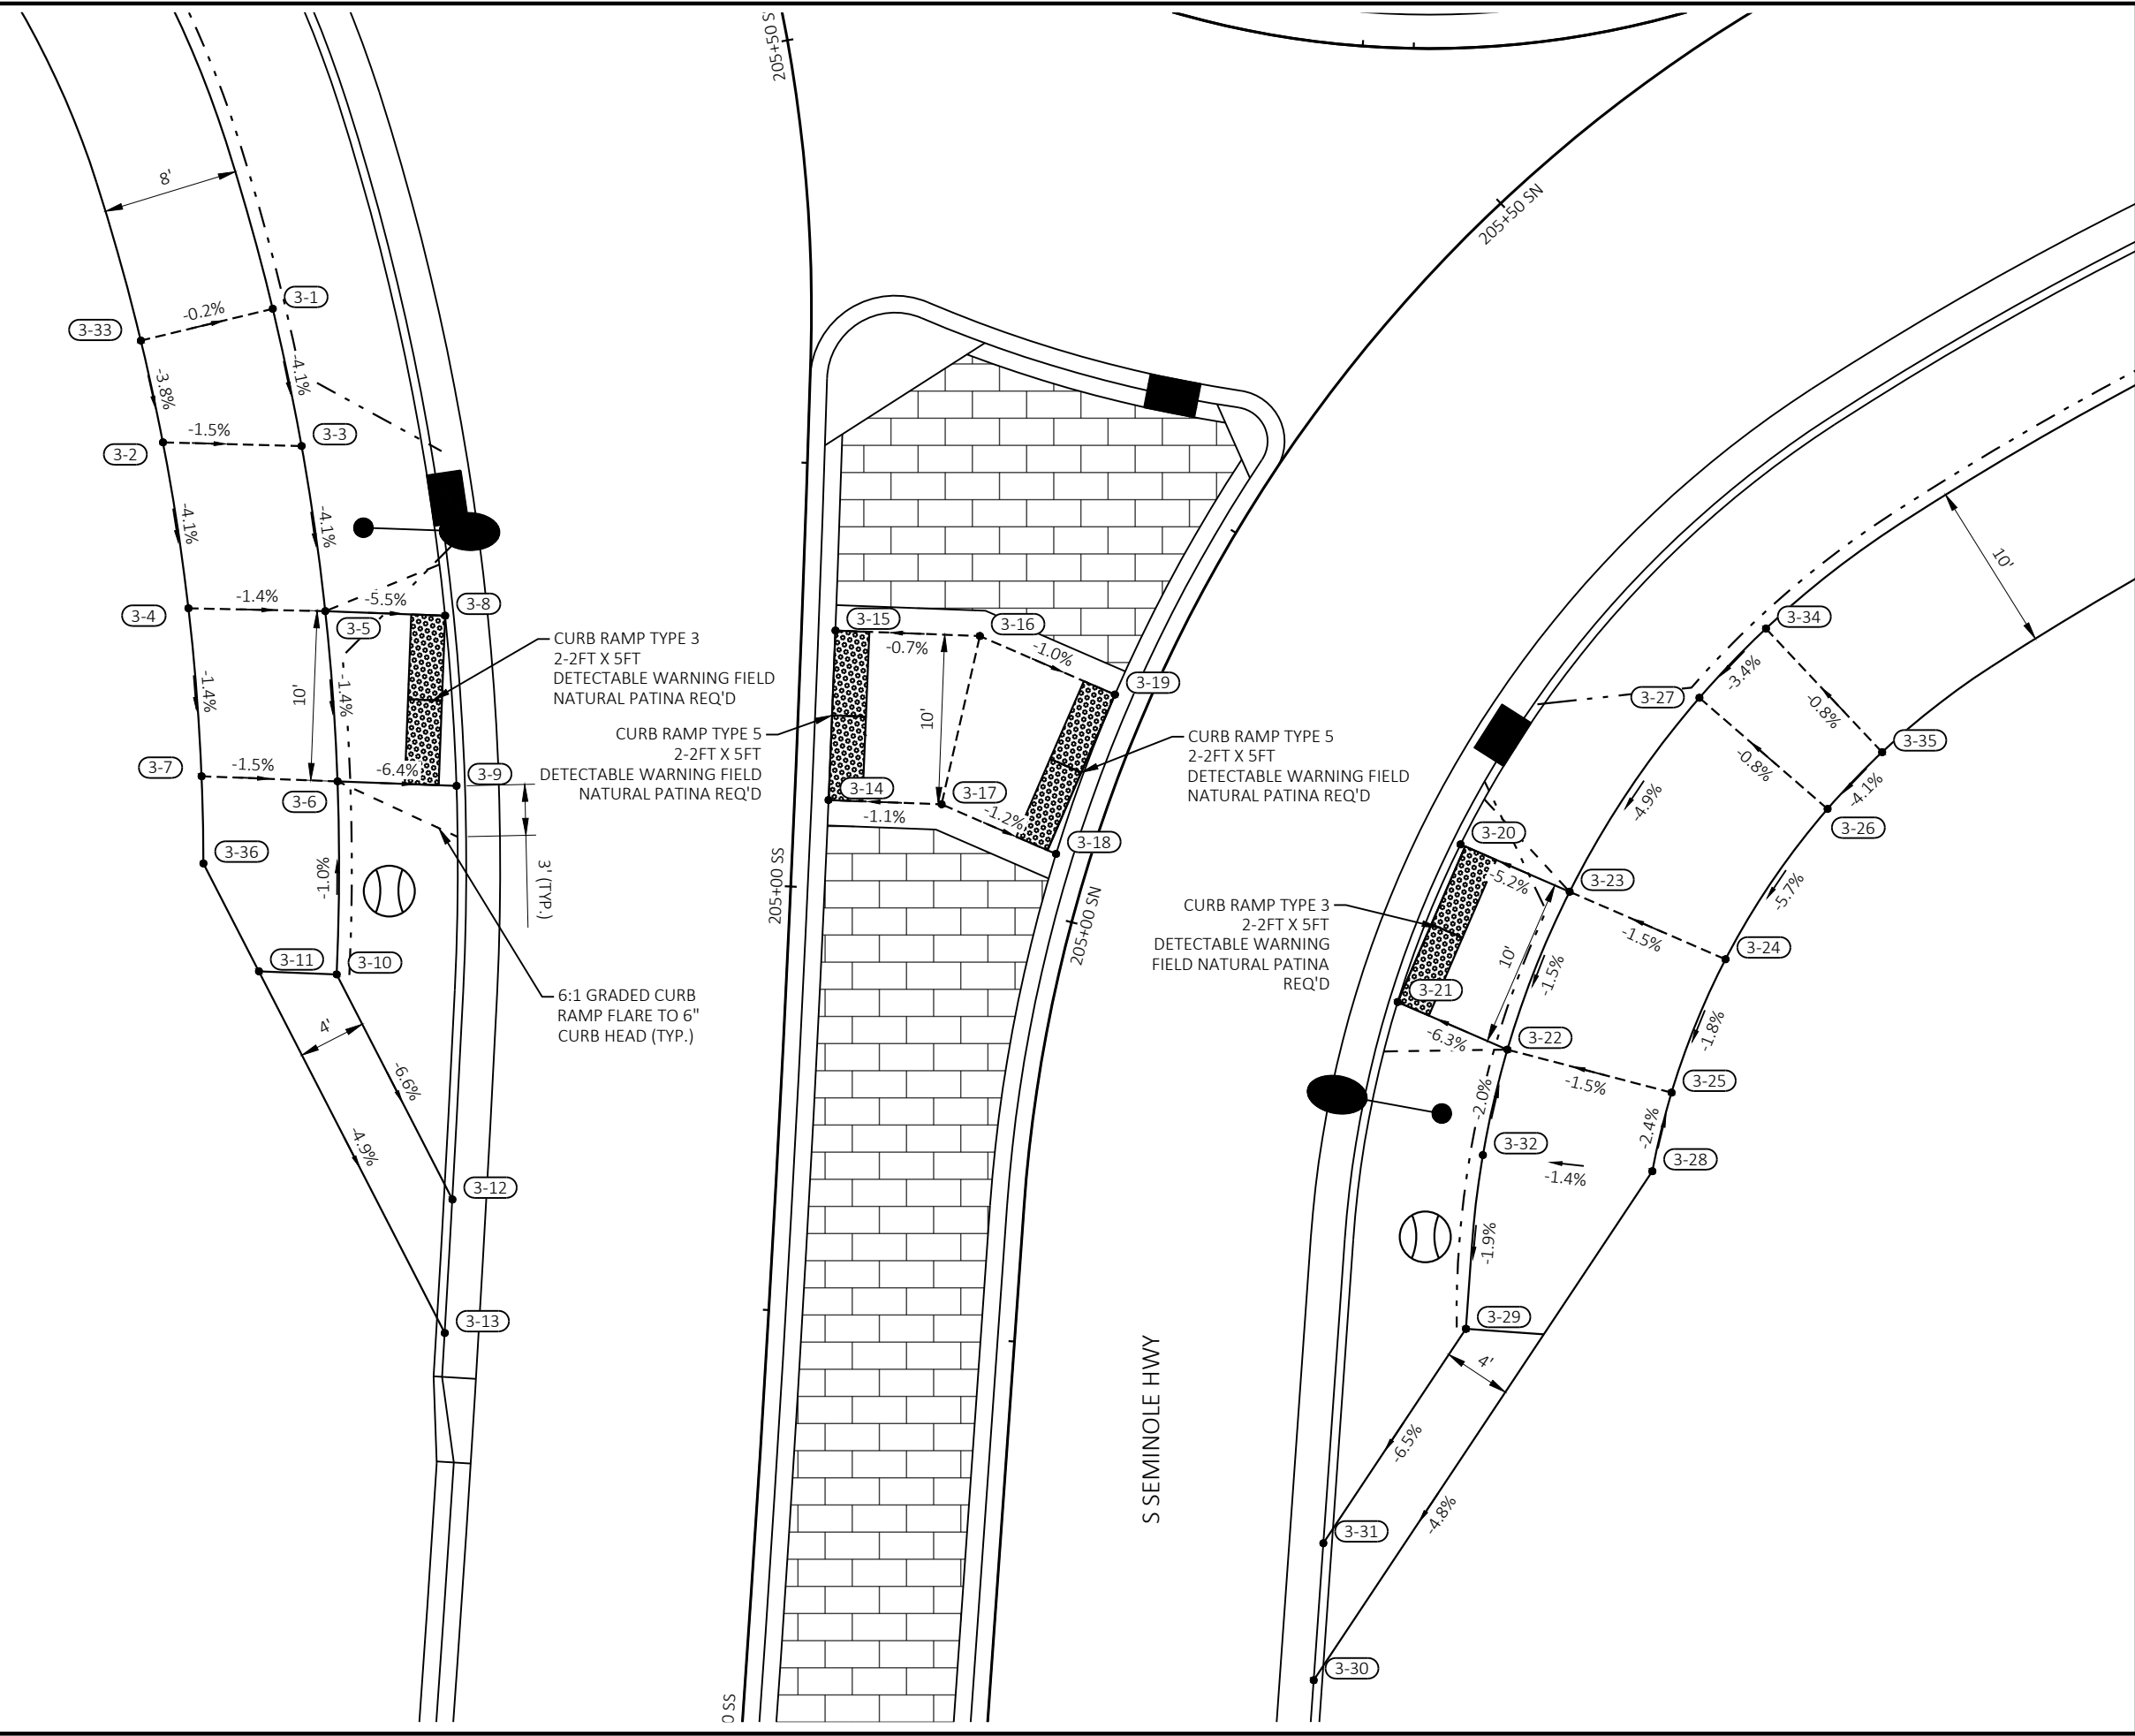 205+50 S
205+50 SN
8'
3-1
-0.2%
3-33
-4.1%
-3.8%
-1.5%
3-3
3-2
-4.1%
-4.1%
-1.4%
-5.5%
3-8
3-4
3-5
-1.4%
10'
-1.4%
3-7
-1.5%
-6.4%
3-9
3-6
3-36
-1.0%
3' (TYP.)
3-11
3-10
4'
-6.6%
-4.9%
3-12
3-13
CURB RAMP TYPE 3
2-2FT X 5FT
DETECTABLE WARNING FIELD
NATURAL PATINA REQ'D
CURB RAMP TYPE 5
2-2FT X 5FT
DETECTABLE WARNING FIELD
NATURAL PATINA REQ'D
6:1 GRADED CURB
RAMP FLARE TO 6"
CURB HEAD (TYP.)
3-15
3-16
-0.7%
-1.0%
3-19
10'
3-14
3-17
-1.1%
-1.2%
3-18
205+00 SS
205+00 SN
0 SS
CURB RAMP TYPE 5
2-2FT X 5FT
DETECTABLE WARNING FIELD
NATURAL PATINA REQ'D
CURB RAMP TYPE 3
2-2FT X 5FT
DETECTABLE WARNING
FIELD NATURAL PATINA
REQ'D
S SEMINOLE HWY
10'
3-34
-3.4%
3-27
-0.8%
3-35
-0.8%
-4.1%
3-26
-4.9%
-5.7%
3-20
-5.2%
3-23
-1.5%
3-24
10'
-1.5%
3-21
-6.3%
3-22
-1.8%
-1.5%
3-25
-2.0%
-2.4%
3-32
3-28
-1.4%
-1.9%
3-29
4'
-6.5%
-4.8%
3-31
3-30